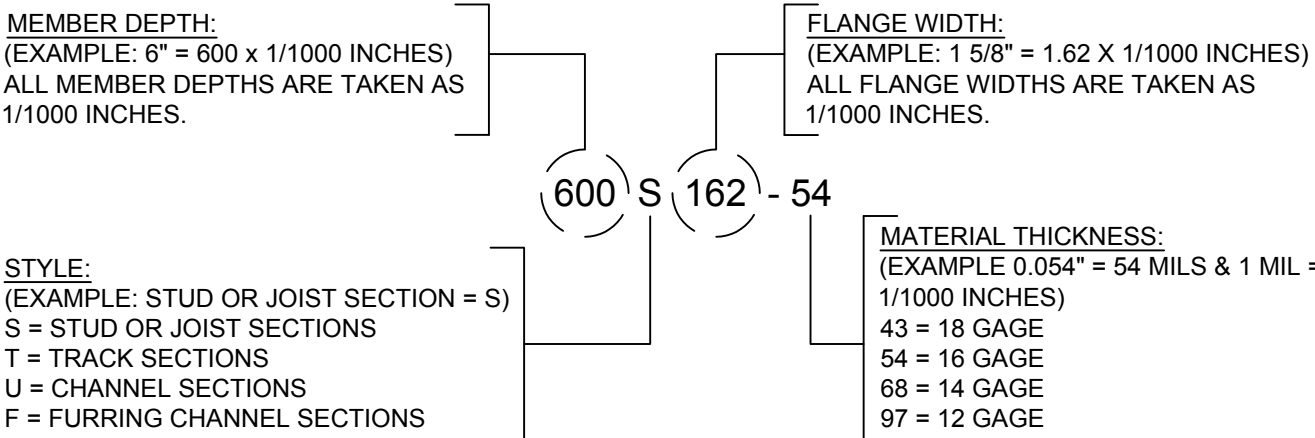 MEMBER DEPTH:
(EXAMPLE: 6" = 600 x 1/1000 INCHES)
ALL MEMBER DEPTHS ARE TAKEN AS
1/1000 INCHES.
FLANGE WIDTH:
(EXAMPLE: 1 5/8" = 1.62 X 1/1000 INCHES)
ALL FLANGE WIDTHS ARE TAKEN AS
1/1000 INCHES.
600 S 162 - 54
STYLE:
(EXAMPLE: STUD OR JOIST SECTION = S)
S = STUD OR JOIST SECTIONS
T = TRACK SECTIONS
U = CHANNEL SECTIONS
F = FURRING CHANNEL SECTIONS
MATERIAL THICKNESS:
(EXAMPLE 0.054" = 54 MILS & 1 MIL =
1/1000 INCHES)
43 = 18 GAGE
54 = 16 GAGE
68 = 14 GAGE
97 = 12 GAGE